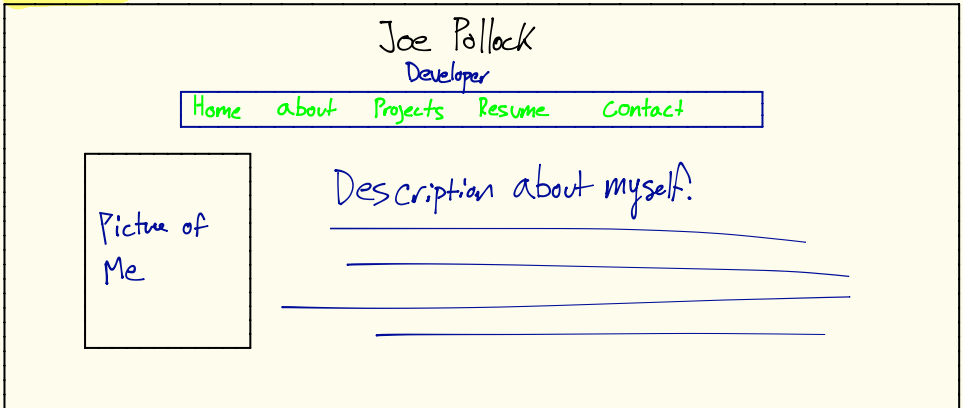 Joe Pollock
Developer
Home about Projects Resume Contact
Description about myself.
Picture of
Me